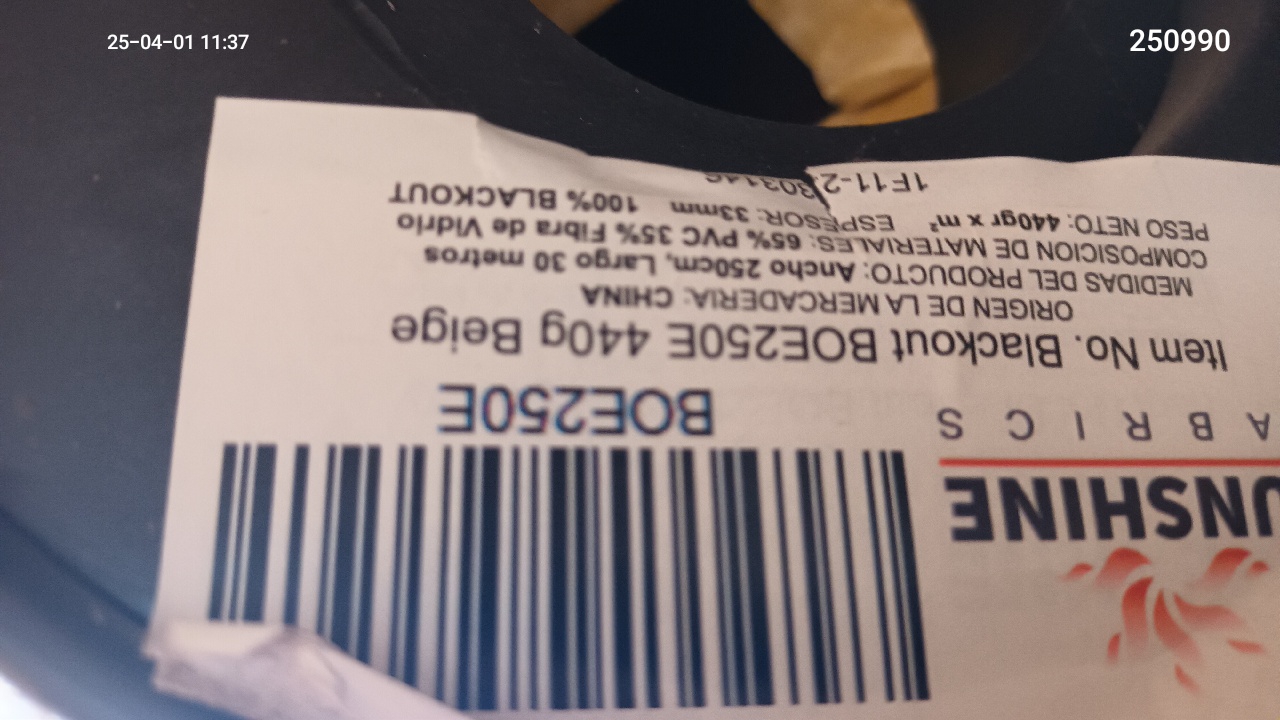 25-04-01 11:37
250990
UNSHINE
ABRICS
BOE250E
Item No. Blackout BOE250E 440g Beige
ORIGEN DE LA MERCADERIA: CHINA
MEDIDAS DEL PRODUCTO: Ancho 250cm, Largo 30 metros
COMPOSICION DE MATERIALES: 65% PVC 35% Fibra de Vidrio
PESO NETO: 440gr x m² ESPESOR: 33mm 100% BLACKOUT